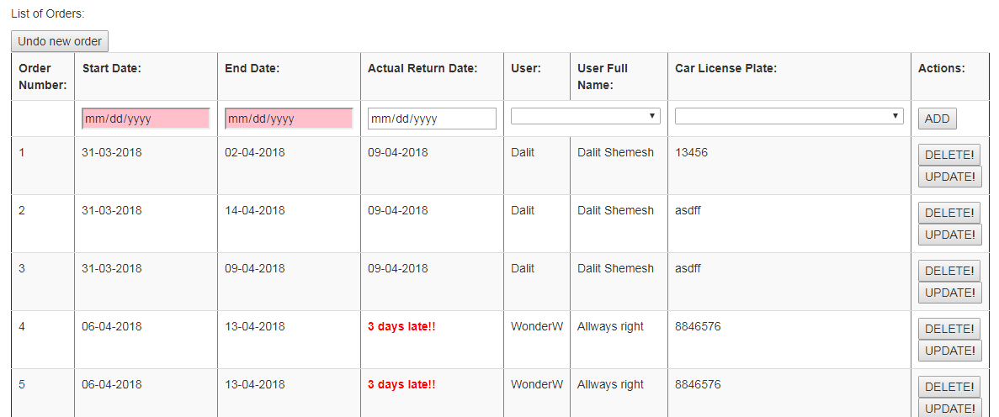 List of Orders:
Undo new order
Order Number: Start Date: End Date: Actual Return Date: User: User Full Name: Car License Plate: Actions:
mm/dd/yyyy mm/dd/yyyy mm/dd/yyyy ADD
1 31-03-2018 02-04-2018 09-04-2018 Dalit Dalit Shemesh 13456 DELETE!
UPDATE!
2 31-03-2018 14-04-2018 09-04-2018 Dalit Dalit Shemesh asdff DELETE!
UPDATE!
3 31-03-2018 09-04-2018 09-04-2018 Dalit Dalit Shemesh asdff DELETE!
UPDATE!
4 06-04-2018 13-04-2018 3 days late!! WonderW Allways right 8846576 DELETE!
UPDATE!
5 06-04-2018 13-04-2018 3 days late!! WonderW Allways right 8846576 DELETE!
UPDATE!